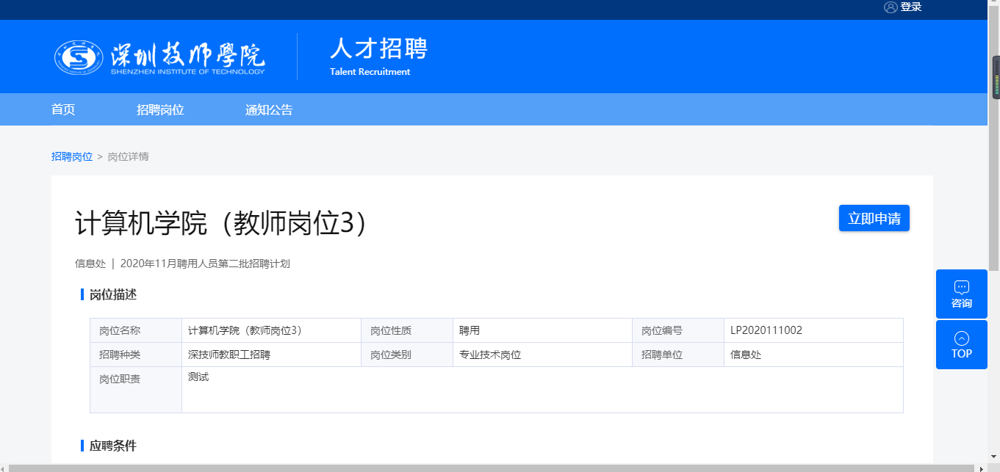 登录
深圳技师學院
SHENZHEN INSTITUTE OF TECHNOLOGY
人才招聘
Talent Recruitment
首页 招聘岗位 通知公告
招聘岗位 > 岗位详情
计算机学院（教师岗位3）
立即申请
信息处 | 2020年11月聘用人员第二批招聘计划
岗位描述
岗位名称 计算机学院（教师岗位3） 岗位性质 聘用 岗位编号 LP2020111002
招聘种类 深技师教职工招聘 岗位类别 专业技术岗位 招聘单位 信息处
岗位职责 测试
咨询
TOP
应聘条件